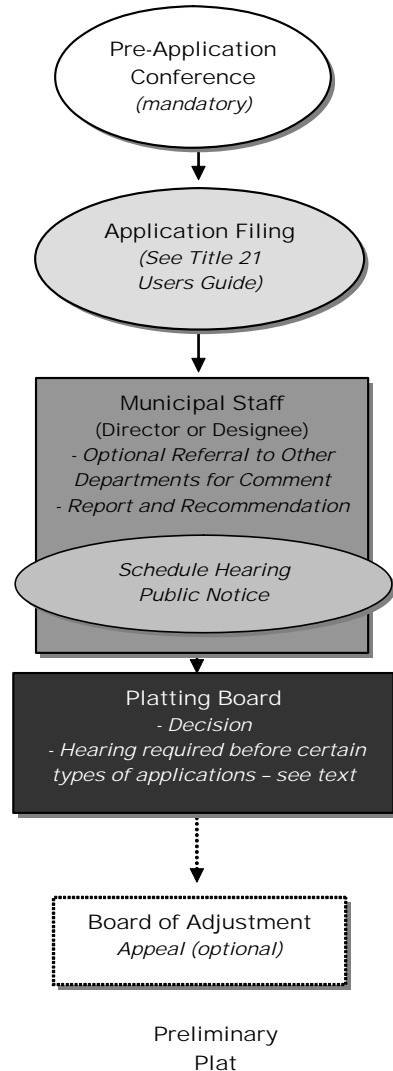 Pre-Application
Conference
(mandatory)
Application Filing
(See Title 21
Users Guide)
Municipal Staff
(Director or Designee)
- Optional Referral to Other
Departments for Comment
- Report and Recommendation
Schedule Hearing
Public Notice
Platting Board
- Decision
- Hearing required before certain
types of applications – see text
Board of Adjustment
Appeal (optional)
Preliminary
Plat